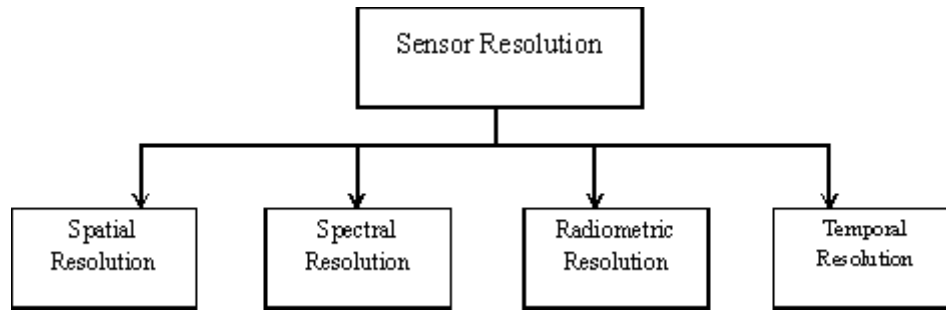 Sensor Resolution
Spatial
Resolution
Spectral
Resolution
Radiometric
Resolution
Temporal
Resolution